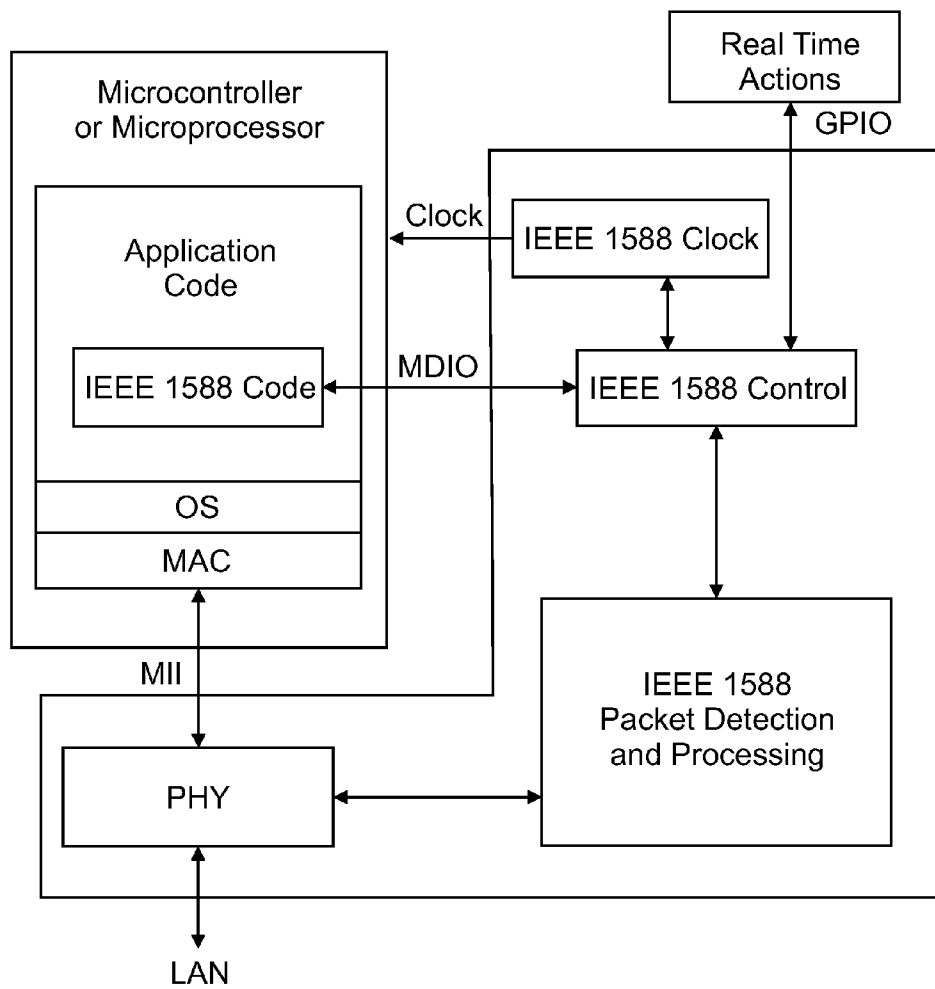 Real Time
Actions
GPIO
Microcontroller
or Microprocessor
Clock
IEEE 1588 Clock
Application
Code
MDIO
IEEE 1588 Code
IEEE 1588 Control
OS
MAC
MII
IEEE 1588
Packet Detection
and Processing
PHY
LAN